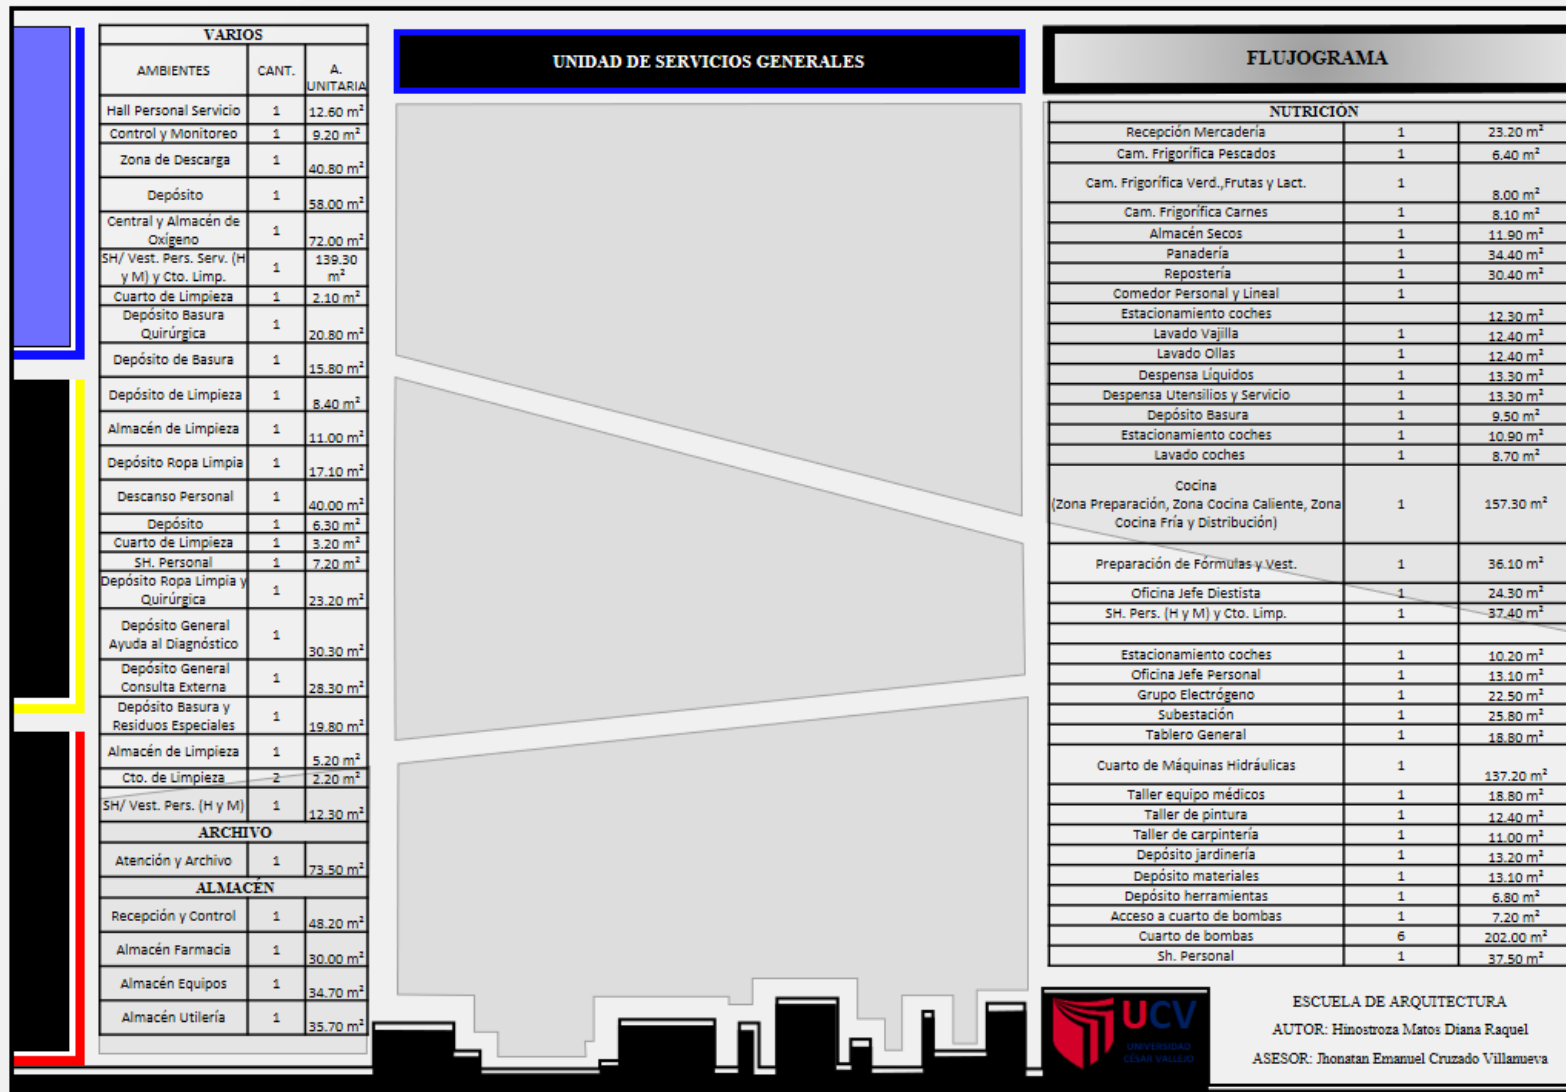 VARIOS
AMBIENTES CANT. A. UNITARIA
Hall Personal Servicio 1 12.60 m²
Control y Monitoreo 1 9.20 m²
Zona de Descarga 1 40.80 m²
Depósito 1 58.00 m²
Central y Almacén de Oxígeno 1 72.00 m²
SH/ Vest. Pers. Serv. (H y M) y Cto. Limp. 1 139.30 m²
Cuarto de Limpieza 1 2.10 m²
Depósito Basura Quirúrgica 1 20.80 m²
Depósito de Basura 1 15.80 m²
Depósito de Limpieza 1 8.40 m²
Almacén de Limpieza 1 11.00 m²
Depósito Ropa Limpia 1 17.10 m²
Descanso Personal 1 40.00 m²
Depósito 1 6.30 m²
Cuarto de Limpieza 1 3.20 m²
SH. Personal 1 7.20 m²
Depósito Ropa Limpia y Quirúrgica 1 23.20 m²
Depósito General Ayuda al Diagnóstico 1 30.30 m²
Depósito General Consulta Externa 1 28.30 m²
Depósito Basura y Residuos Especiales 1 19.80 m²
Almacén de Limpieza 1 5.20 m²
Cto. de Limpieza 2 2.20 m²
SH/ Vest. Pers. (H y M) 1 12.30 m²
ARCHIVO
Atención y Archivo 1 73.50 m²
ALMACÉN
Recepción y Control 1 48.20 m²
Almacén Farmacia 1 30.00 m²
Almacén Equipos 1 34.70 m²
Almacén Utilería 1 35.70 m²
UNIDAD DE SERVICIOS GENERALES
FLUJOGRAMA
NUTRICIÓN
Recepción Mercadería 1 23.20 m²
Cam. Frigorífica Pescados 1 6.40 m²
Cam. Frigorífica Verd.,Frutas y Lact. 1 8.00 m²
Cam. Frigorífica Carnes 1 8.10 m²
Almacén Secos 1 11.90 m²
Panadería 1 34.40 m²
Repostería 1 30.40 m²
Comedor Personal y Lineal 1
Estacionamiento coches 12.30 m²
Lavado Vajilla 1 12.40 m²
Lavado Ollas 1 12.40 m²
Despensa Líquidos 1 13.30 m²
Despensa Utensilios y Servicio 1 13.30 m²
Depósito Basura 1 9.50 m²
Estacionamiento coches 1 10.90 m²
Lavado coches 1 8.70 m²
Cocina
(Zona Preparación, Zona Cocina Caliente, Zona Cocina Fría y Distribución) 1 157.30 m²
Preparación de Fórmulas y Vest. 1 36.10 m²
Oficina Jefe Diestista 1 24.30 m²
SH. Pers. (H y M) y Cto. Limp. 1 37.40 m²
Estacionamiento coches 1 10.20 m²
Oficina Jefe Personal 1 13.10 m²
Grupo Electrógeno 1 22.50 m²
Subestación 1 25.80 m²
Tablero General 1 18.80 m²
Cuarto de Máquinas Hidráulicas 1 137.20 m²
Taller equipo médicos 1 18.80 m²
Taller de pintura 1 12.40 m²
Taller de carpintería 1 11.00 m²
Depósito jardinería 1 13.20 m²
Depósito materiales 1 13.10 m²
Depósito herramientas 1 6.80 m²
Acceso a cuarto de bombas 1 7.20 m²
Cuarto de bombas 6 202.00 m²
Sh. Personal 1 37.50 m²
UCV
UNIVERSIDAD
CÉSAR VALLEJO
ESCUELA DE ARQUITECTURA
AUTOR: Hinostroza Matos Diana Raquel
ASESOR: Jhonatan Emanuel Cruzado Villanueva